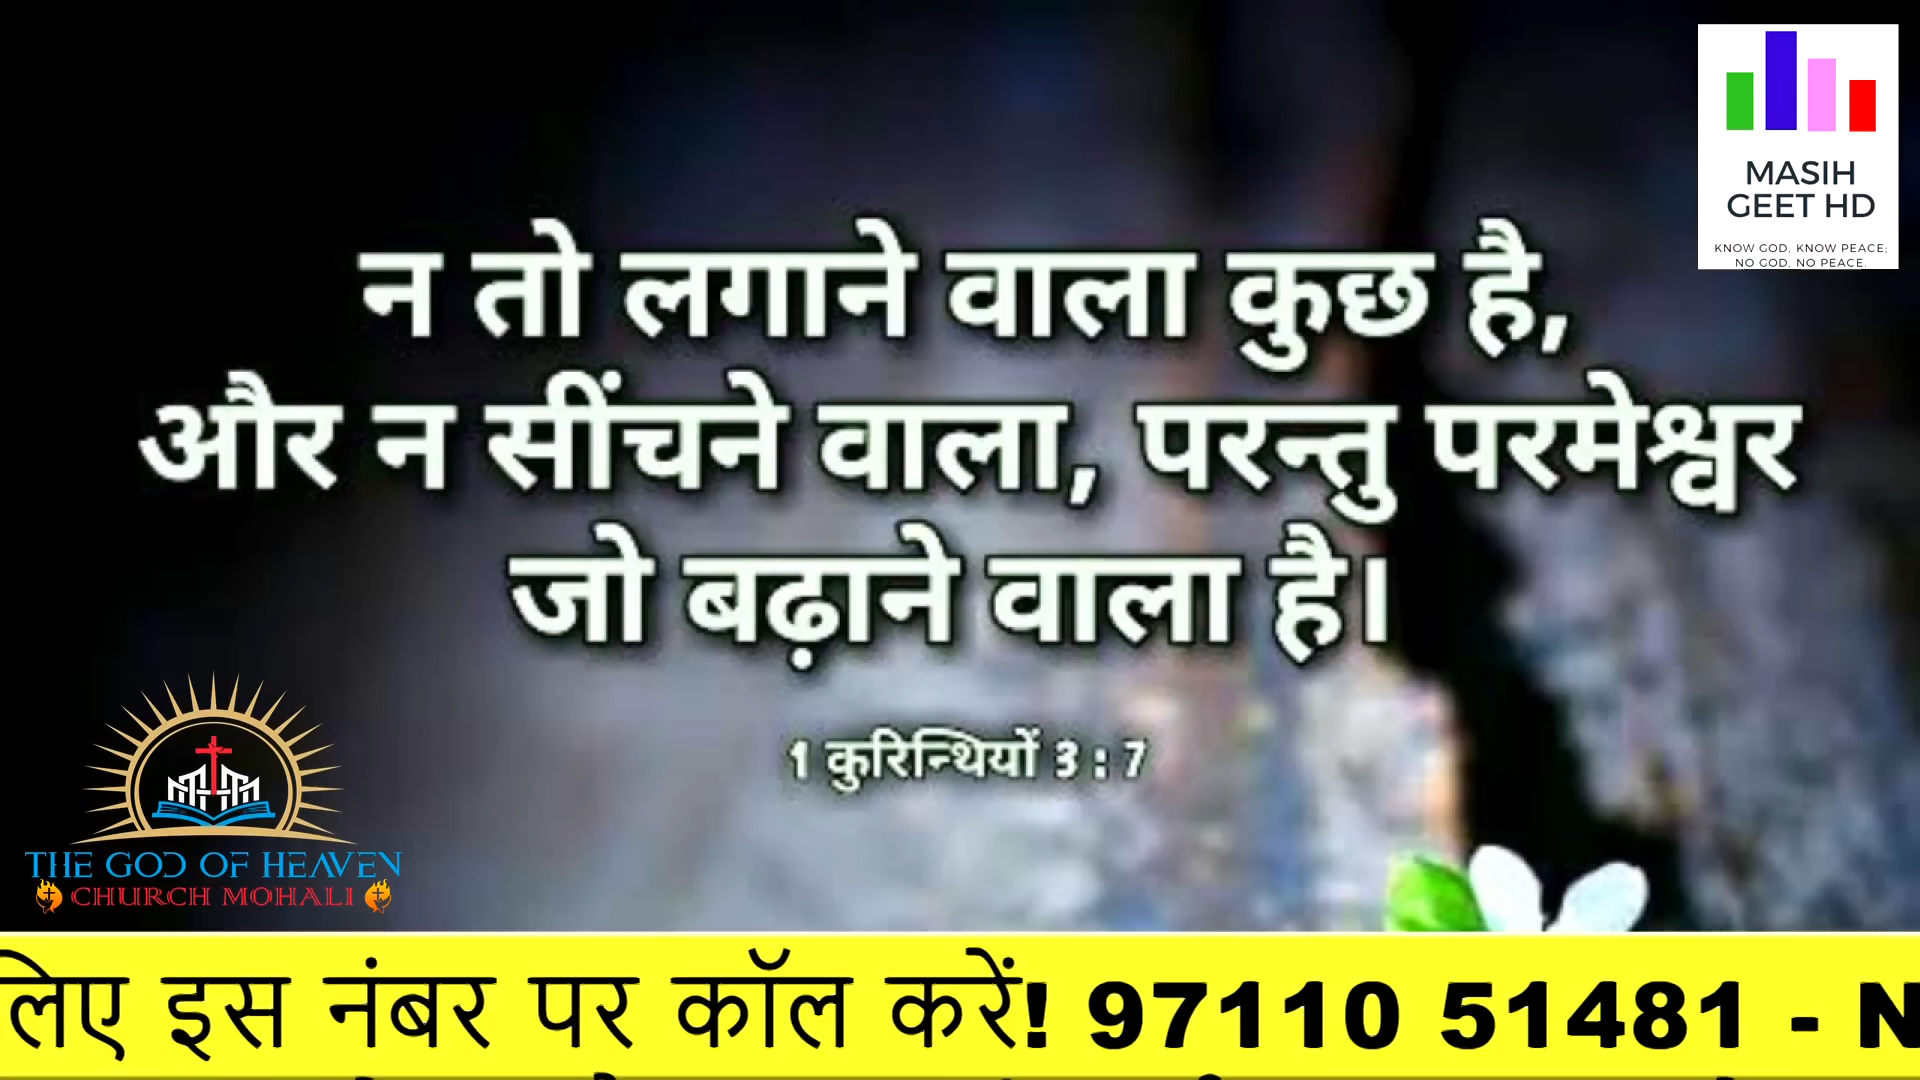 MASIH
GEET HD
KNOW GOD. KNOW PEACE;
NO GOD. NO PEACE.
न तो लगाने वाला कुछ है,
और न सींचने वाला, परन्तु परमेश्वर
जो बढ़ाने वाला है।
1 कुरिन्थियों 3 : 7
THE GOD OF HEAVEN
CHURCH MOHALI
लिए इस नंबर पर कॉल करें! 97110 51481 - N